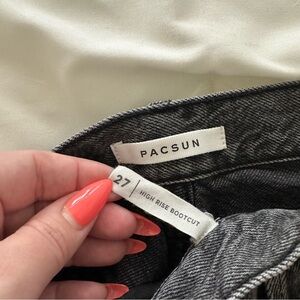 PACSUN
27 | HIGH RISE BOOTCUT